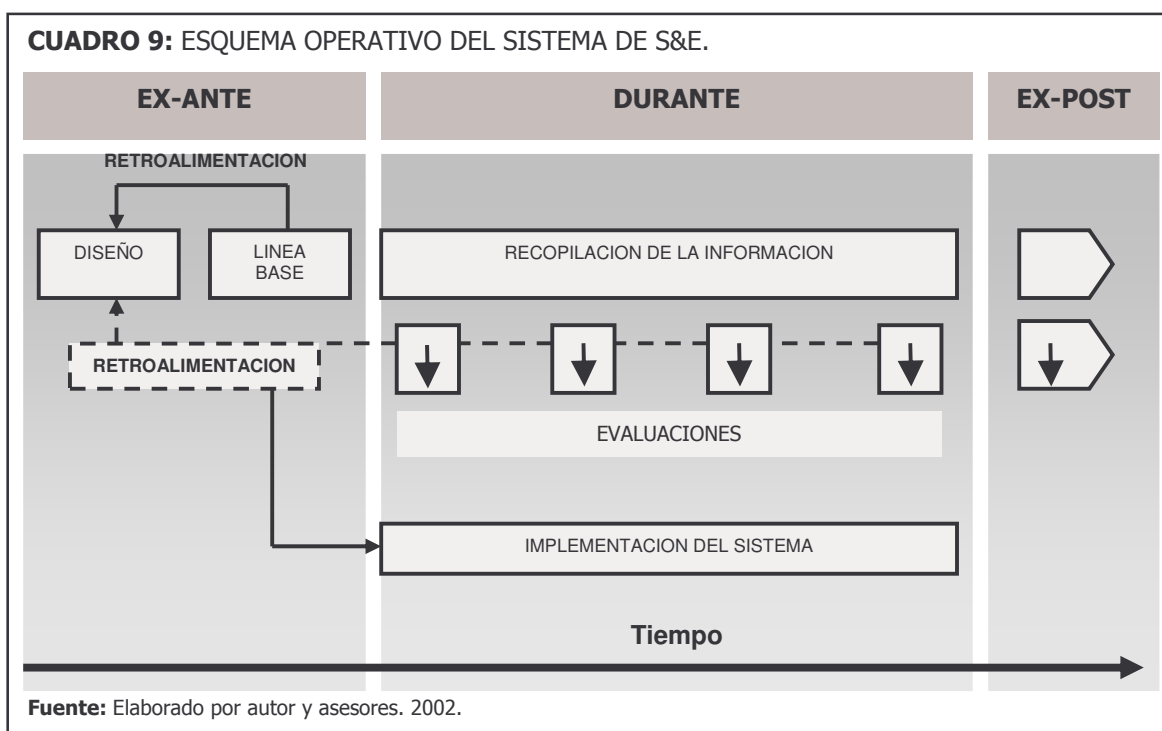 CUADRO 9: ESQUEMA OPERATIVO DEL SISTEMA DE S&E.
EX-ANTE
DURANTE
EX-POST
RETROALIMENTACION
DISEÑO
LINEA
BASE
RECOPILACION DE LA INFORMACION
RETROALIMENTACION
EVALUACIONES
IMPLEMENTACION DEL SISTEMA
Tiempo
Fuente: Elaborado por autor y asesores. 2002.